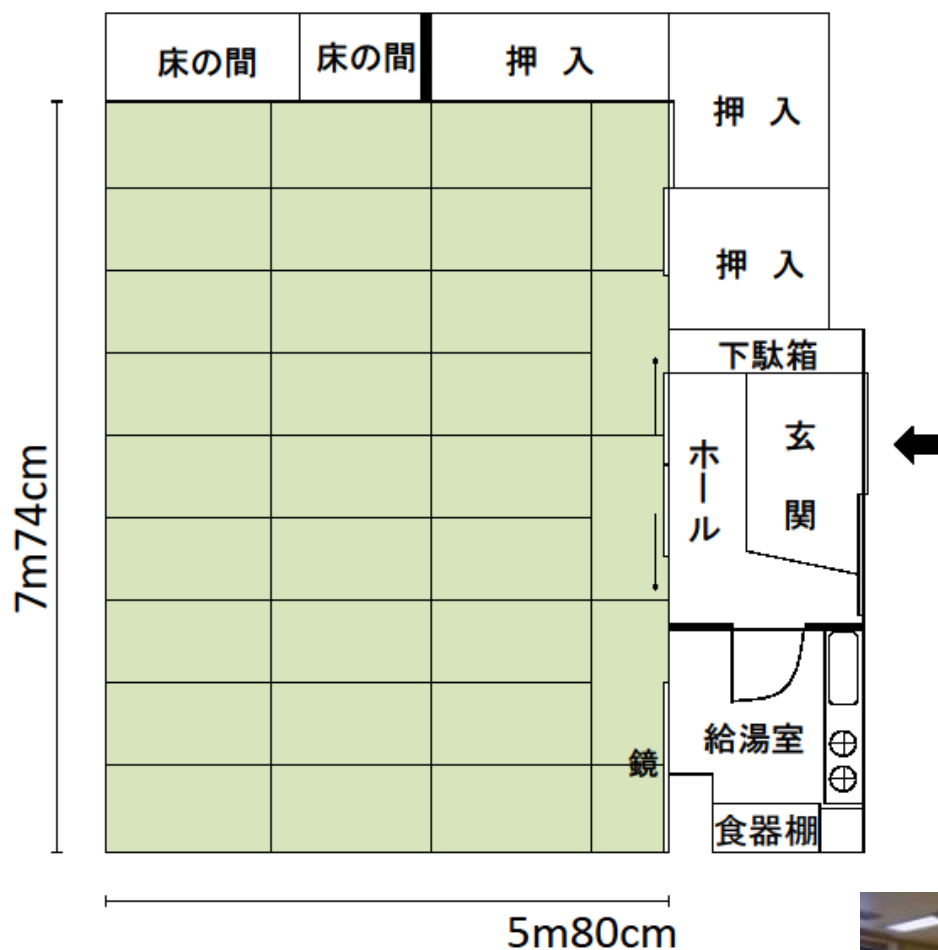 床の間
床の間
押 入
押 入
押 入
下駄箱
玄関
ホール
7m74cm
給湯室
鏡
食器棚
5m80cm